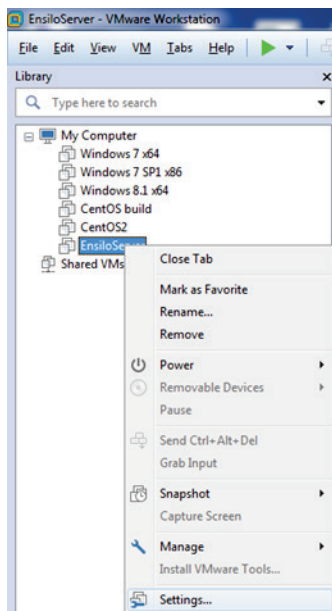 EnsiloServer - VMware Workstation
File Edit View VM Tabs Help
Library x
Type here to search
My Computer
Windows 7 x64
Windows 7 SP1 x86
Windows 8.1 x64
CentOS build
CentOS2
EnsiloServer
Shared VMs
Close Tab
Mark as Favorite
Rename...
Remove
Power
Removable Devices
Pause
Send Ctrl+Alt+Del
Grab Input
Snapshot
Capture Screen
Manage
Install VMware Tools...
Settings...